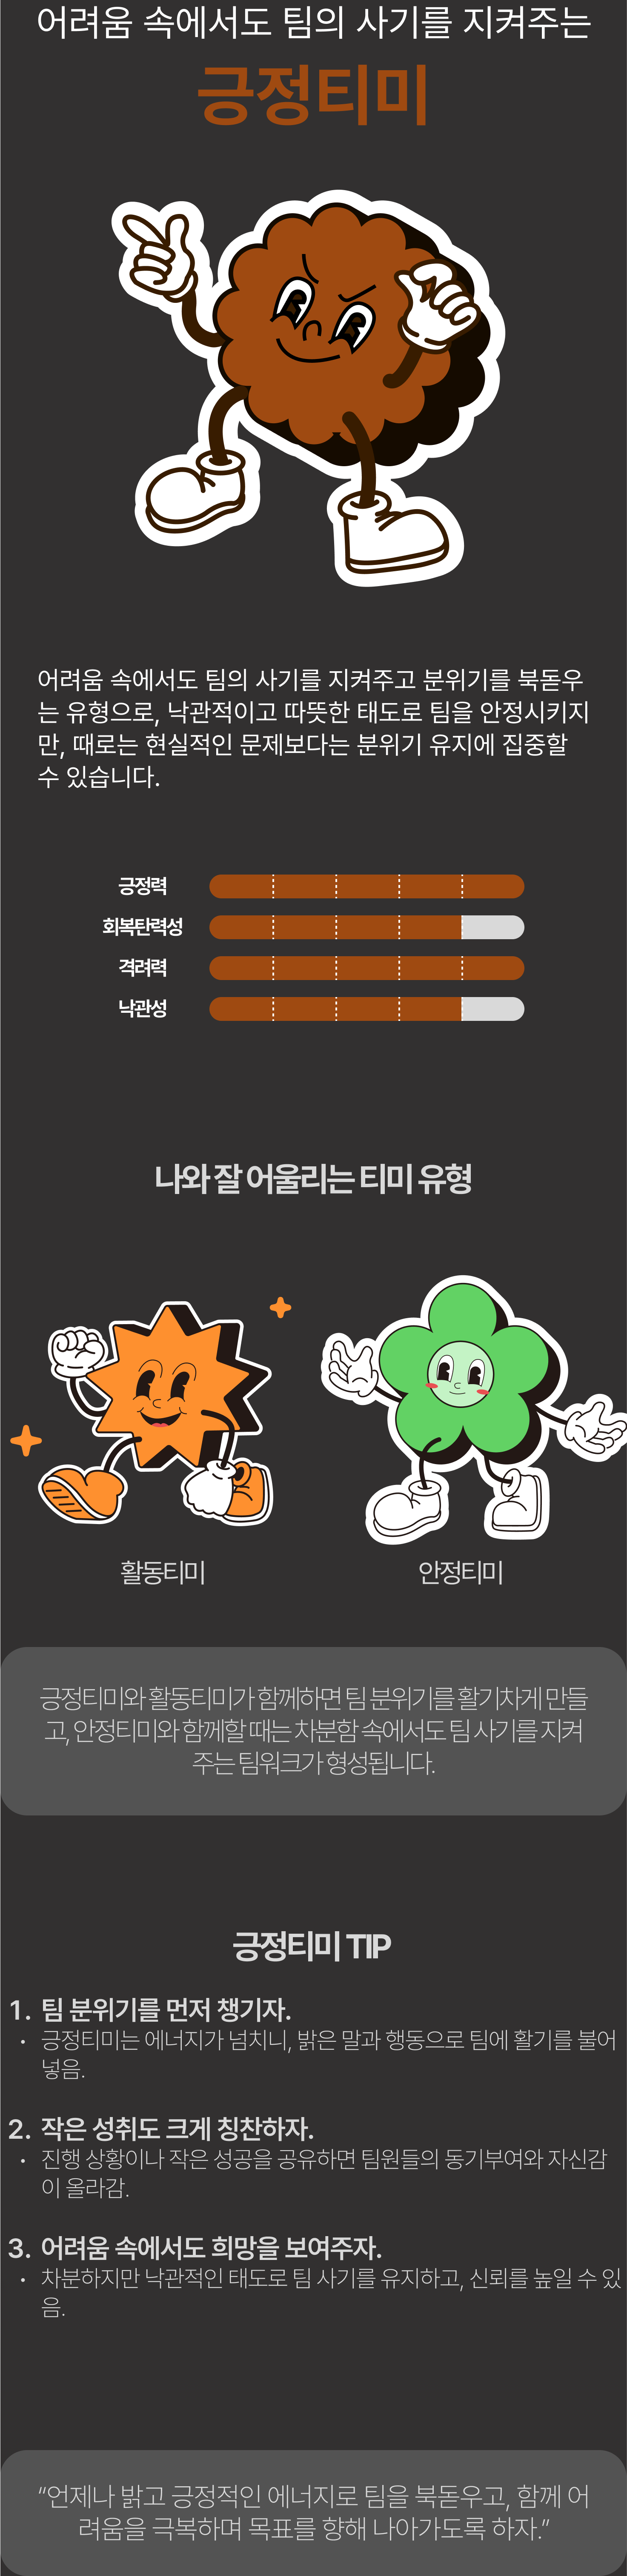 어려움 속에서도 팀의 사기를 지켜주는
긍정티미
어려움 속에서도 팀의 사기를 지켜주고 분위기를 북돋우
는 유형으로, 낙관적이고 따뜻한 태도로 팀을 안정시키지
만, 때로는 현실적인 문제보다는 분위기 유지에 집중할
수 있습니다.
긍정력
회복탄력성
격려력
낙관성
나와 잘 어울리는 티미 유형
활동티미
안정티미
긍정티미와 활동티미가 함께하면 팀 분위기를 활기차게 만들
고, 안정티미와 함께할 때는 차분함 속에서도 팀 사기를 지켜
주는 팀워크가 형성됩니다.
긍정티미 TIP
1. 팀 분위기를 먼저 챙기자.
• 긍정티미는 에너지가 넘치니, 밝은 말과 행동으로 팀에 활기를 불어
넣음.
2. 작은 성취도 크게 칭찬하자.
• 진행 상황이나 작은 성공을 공유하면 팀원들의 동기부여와 자신감
이 올라감.
3. 어려움 속에서도 희망을 보여주자.
• 차분하지만 낙관적인 태도로 팀 사기를 유지하고, 신뢰를 높일 수 있
음.
“언제나 밝고 긍정적인 에너지로 팀을 북돋우고, 함께 어
려움을 극복하며 목표를 향해 나아가도록 하자.”